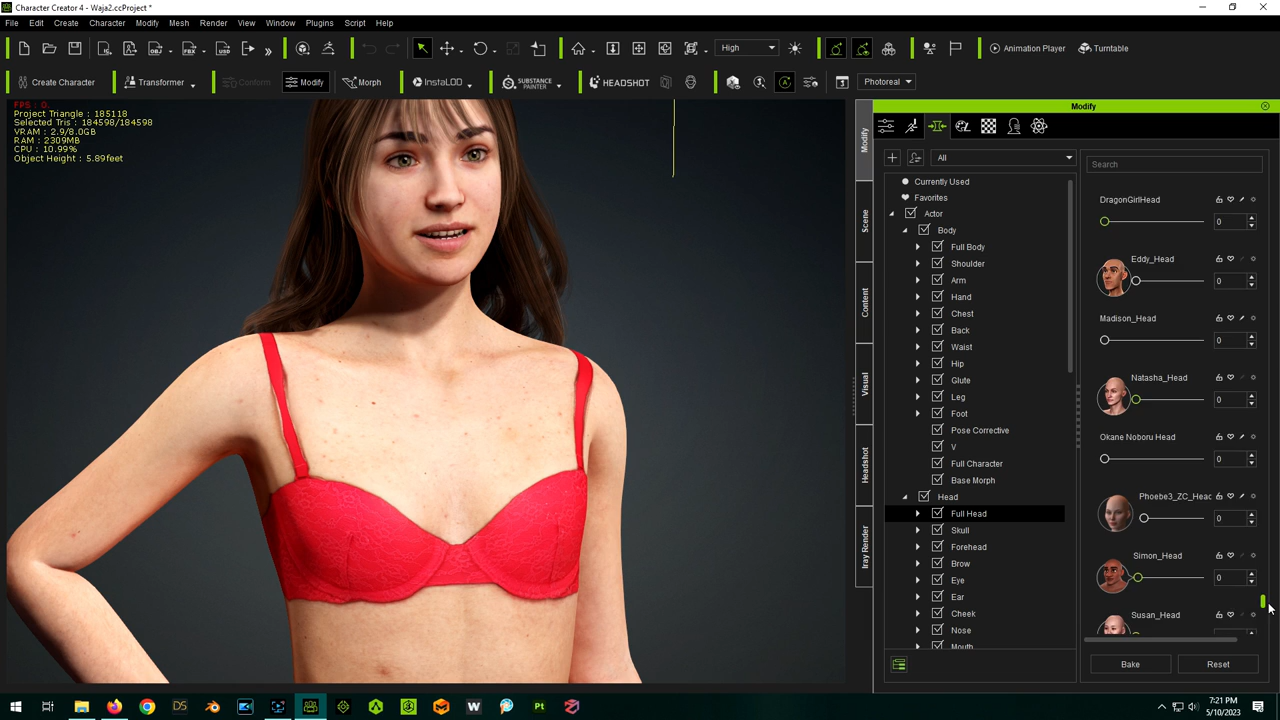 Character Creator 4 - Waja2.ccProject *
File Edit Create Character Modify Mesh Render View Window Plugins Script Help
High
Animation Player
Turntable
Create Character
Transformer
Conform
Modify
Morph
InstaLOD
SUBSTANCE PAINTER
HEADSHOT
Photoreal
FPS : 0.
Project Triangle : 185118
Selected Tris : 184598/184598
VRAM : 2.9/8.0GB
RAM : 2309MB
CPU : 10.99%
Object Height : 5.89feet
Modify
Scene
Content
Visual
Headshot
Iray Render
Modify
All
Currently Used
Favorites
Actor
Body
Full Body
Shoulder
Arm
Hand
Chest
Back
Waist
Hip
Glute
Leg
Foot
Pose Corrective
V
Full Character
Base Morph
Head
Full Head
Skull
Forehead
Brow
Eye
Ear
Cheek
Nose
Mouth
Search
DragonGirlHead
0
Eddy_Head
0
Madison_Head
0
Natasha_Head
0
Okane Noboru Head
0
Phoebe3_ZC_Head
0
Simon_Head
0
Susan_Head
Bake
Reset
DS
W
Pt
7:21 PM
5/10/2023